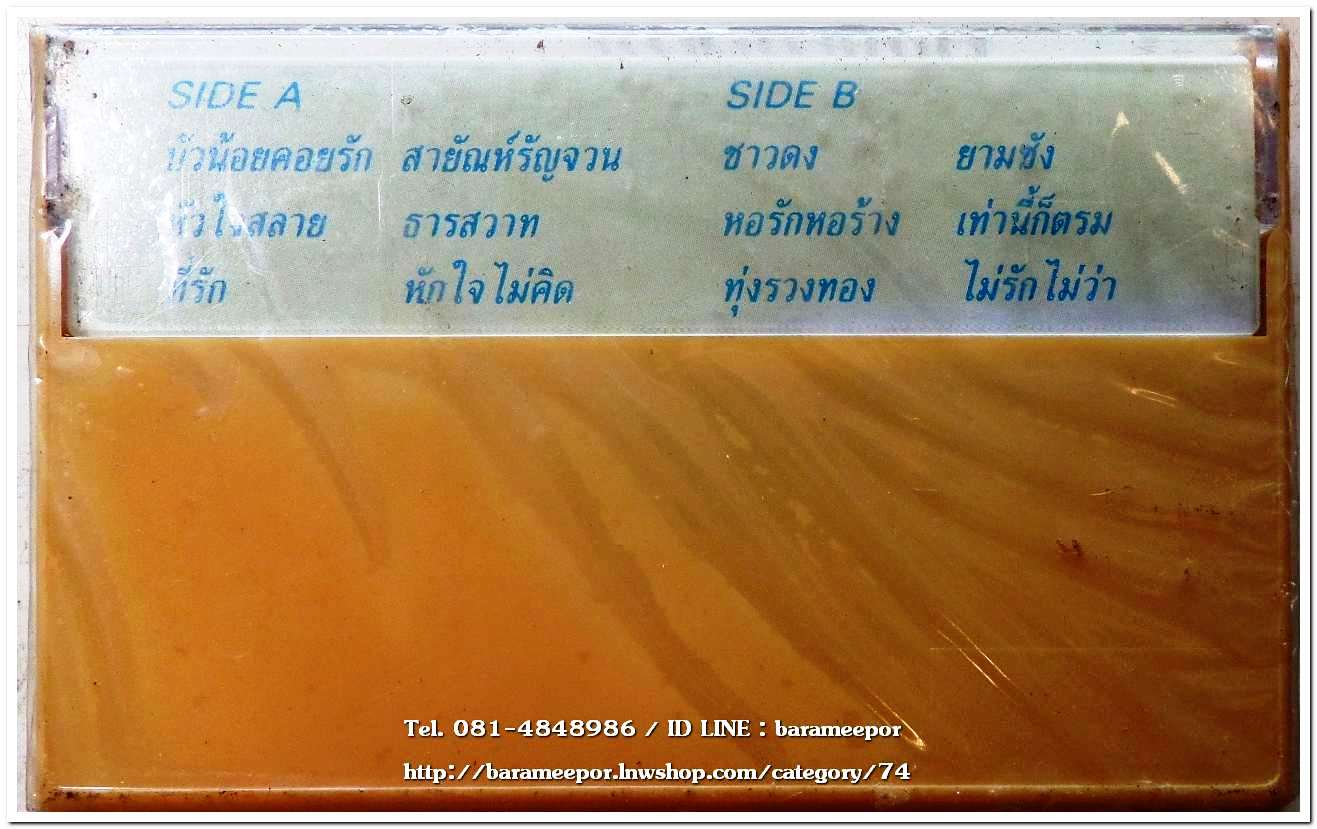 SIDE A SIDE B
บัวน้อยคอยรัก สายัณห์รัญจวน ชาวดง ยามซัง
หัวใจสลาย ธารสวาท หอรักหอร้าง เท่านี้ก็ตรม
ที่รัก หักใจไม่คิด ทุ่งรวงทอง ไม่รักไม่ว่า
Tel. 081-4848986 / ID LINE : barameepor
http://barameepor.lnwshop.com/category/74